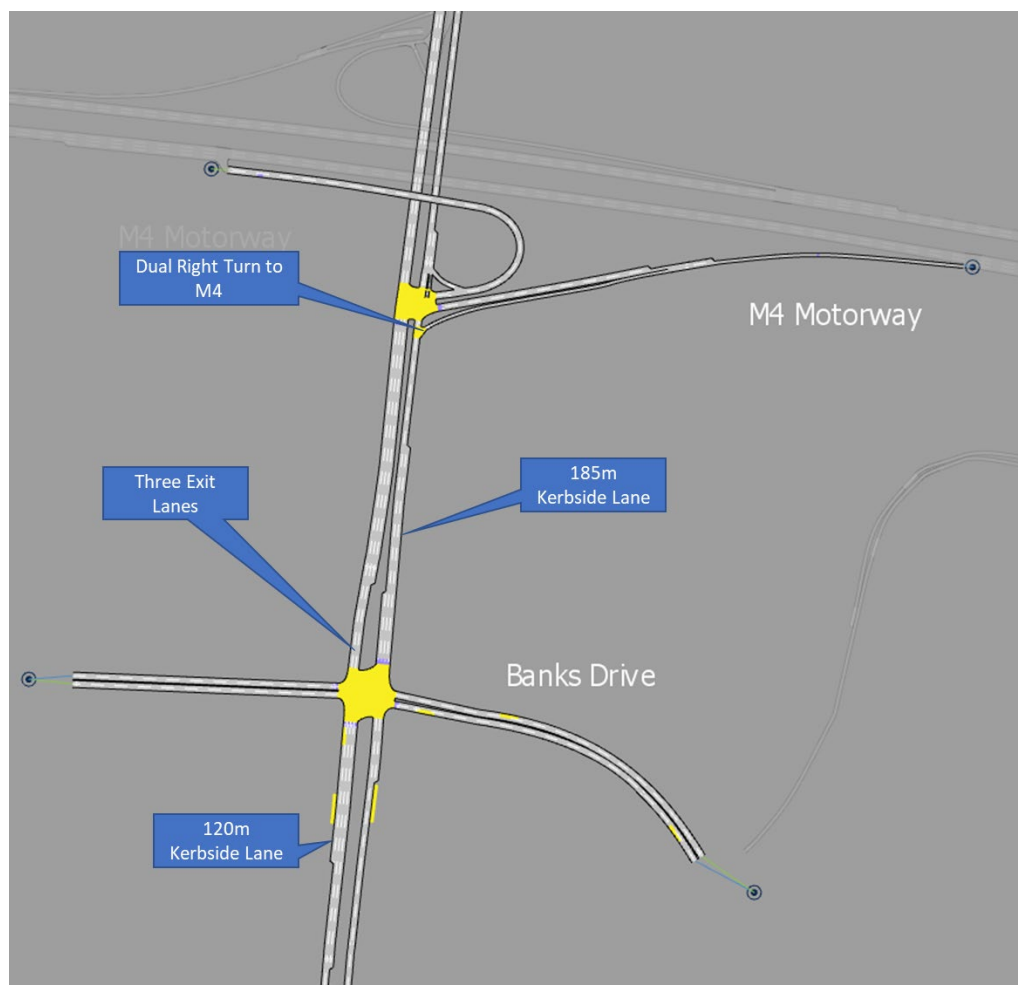 M4 Motorway
Dual Right Turn to
M4
M4 Motorway
Three Exit
Lanes
185m
Kerbside Lane
Banks Drive
120m
Kerbside Lane